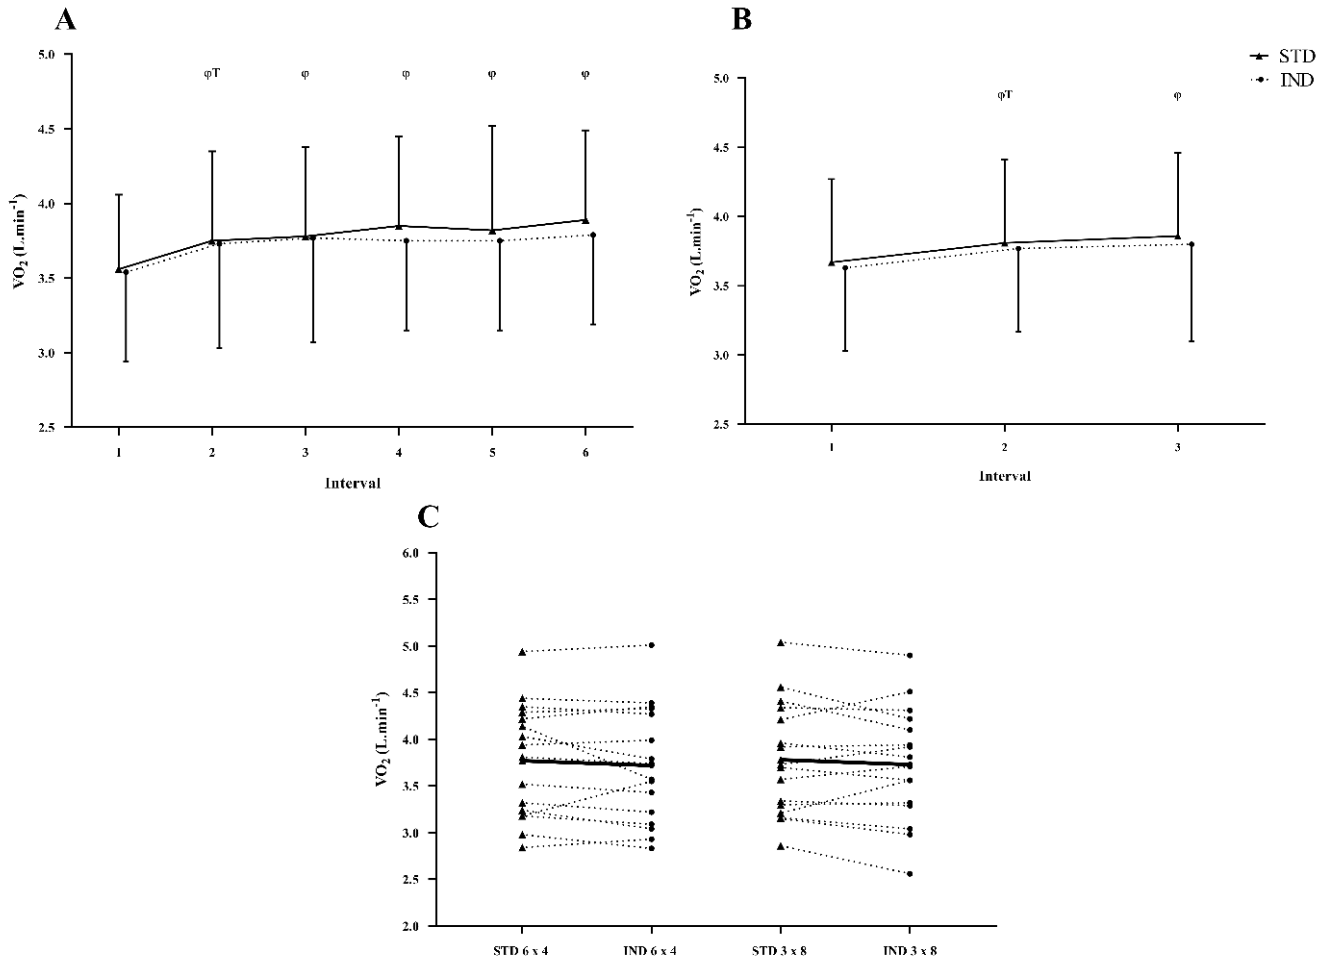 A
B
STD
IND
5.0
4.5
4.0
3.5
3.0
2.5
VO₂ (L.min⁻¹)
φT φ φ φ φ
1 2 3 4 5 6
Interval
5.0
4.5
4.0
3.5
3.0
2.5
VO₂ (L.min⁻¹)
φT φ
1 2 3
Interval
C
6.0
5.5
5.0
4.5
4.0
3.5
3.0
2.5
2.0
VO₂ (L.min⁻¹)
STD 6 x 4 IND 6 x 4 STD 3 x 8 IND 3 x 8